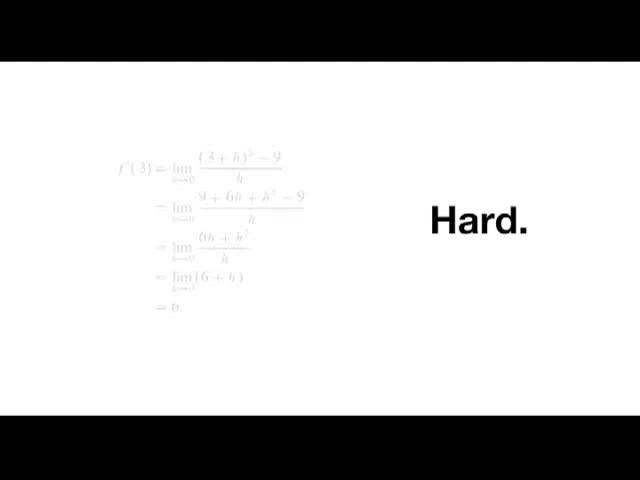 f'(3) = lim h→0 (3 + h)² − 9 / h
= lim h→0 9 + 6h + h² − 9 / h
= lim h→0 6h + h² / h
= lim h→0 (6 + h)
= 6.
Hard.